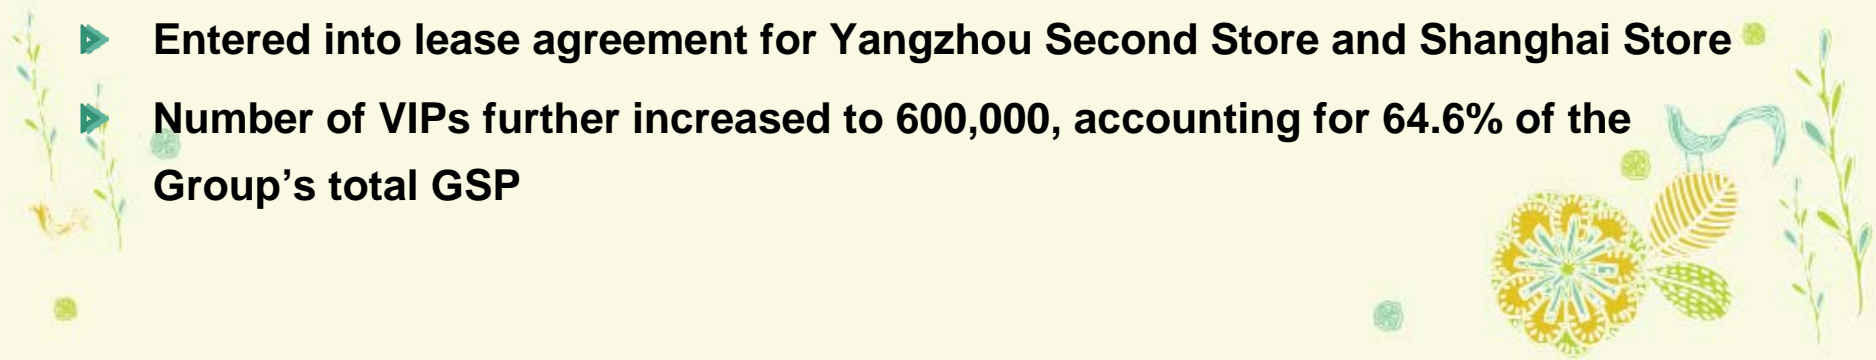 Entered into lease agreement for Yangzhou Second Store and Shanghai Store
Number of VIPs further increased to 600,000, accounting for 64.6% of the
Group’s total GSP